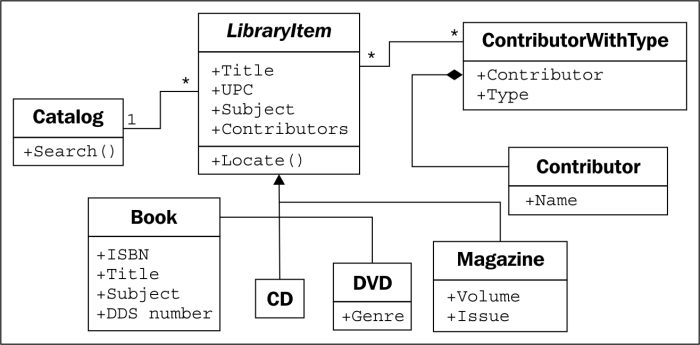 LibraryItem
+Title
+UPC
+Subject
+Contributors
+Locate()
*
*
ContributorWithType
+Contributor
+Type
Catalog
+Search()
1
*
Contributor
+Name
Book
+ISBN
+Title
+Subject
+DDS number
CD
DVD
+Genre
Magazine
+Volume
+Issue